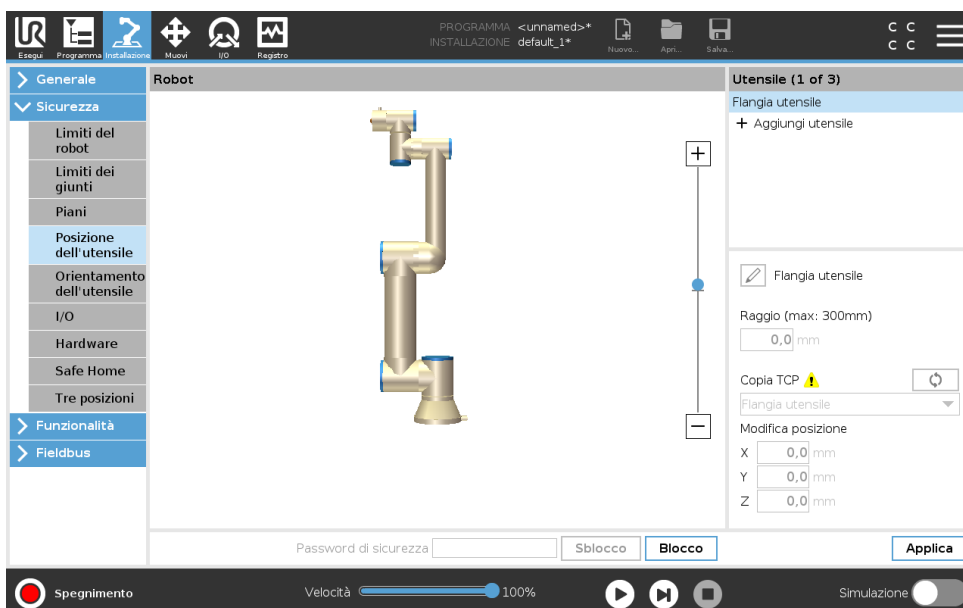 UR
Esegui
Programma
Installazione
Muovi
I/O
Registro
PROGRAMMA <unnamed>*
INSTALLAZIONE default_1*
Nuovo...
Apri...
Salva...
C C
C C
Generale
Sicurezza
Limiti del
robot
Limiti dei
giunti
Piani
Posizione
dell'utensile
Orientamento
dell'utensile
I/O
Hardware
Safe Home
Tre posizioni
Funzionalità
Fieldbus
Robot
Utensile (1 of 3)
Flangia utensile
+ Aggiungi utensile
Flangia utensile
Raggio (max: 300mm)
0,0 mm
Copia TCP
Flangia utensile
Modifica posizione
X 0,0 mm
Y 0,0 mm
Z 0,0 mm
Password di sicurezza
Sblocco
Blocco
Applica
Spegnimento
Velocità
100%
Simulazione